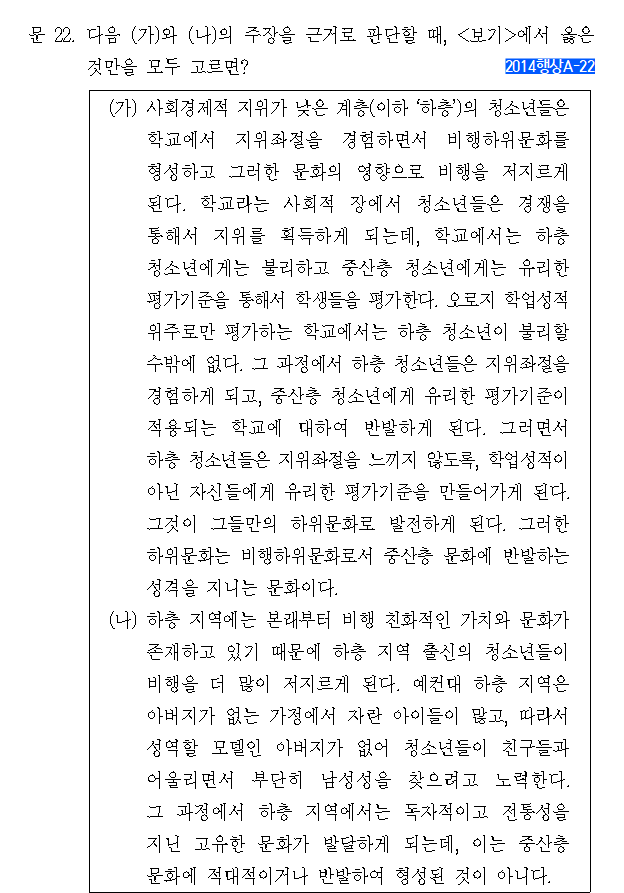 문 22. 다음 (가)와 (나)의 주장을 근거로 판단할 때, <보기>에서 옳은
것만을 모두 고르면?
2014행상A-22
(가) 사회경제적 지위가 낮은 계층(이하 ‘하층’)의 청소년들은
학교에서 지위좌절을 경험하면서 비행하위문화를
형성하고 그러한 문화의 영향으로 비행을 저지르게
된다. 학교라는 사회적 장에서 청소년들은 경쟁을
통해서 지위를 획득하게 되는데, 학교에서는 하층
청소년에게는 불리하고 중산층 청소년에게는 유리한
평가기준을 통해서 학생들을 평가한다. 오로지 학업성적
위주로만 평가하는 학교에서는 하층 청소년이 불리할
수밖에 없다. 그 과정에서 하층 청소년들은 지위좌절을
경험하게 되고, 중산층 청소년에게 유리한 평가기준이
적용되는 학교에 대하여 반발하게 된다. 그러면서
하층 청소년들은 지위좌절을 느끼지 않도록, 학업성적이
아닌 자신들에게 유리한 평가기준을 만들어가게 된다.
그것이 그들만의 하위문화로 발전하게 된다. 그러한
하위문화는 비행하위문화로서 중산층 문화에 반발하는
성격을 지니는 문화이다.
(나) 하층 지역에는 본래부터 비행 친화적인 가치와 문화가
존재하고 있기 때문에 하층 지역 출신의 청소년들이
비행을 더 많이 저지르게 된다. 예컨대 하층 지역은
아버지가 없는 가정에서 자란 아이들이 많고, 따라서
성역할 모델인 아버지가 없어 청소년들이 친구들과
어울리면서 부단히 남성성을 찾으려고 노력한다.
그 과정에서 하층 지역에서는 독자적이고 전통성을
지닌 고유한 문화가 발달하게 되는데, 이는 중산층
문화에 적대적이거나 반발하여 형성된 것이 아니다.